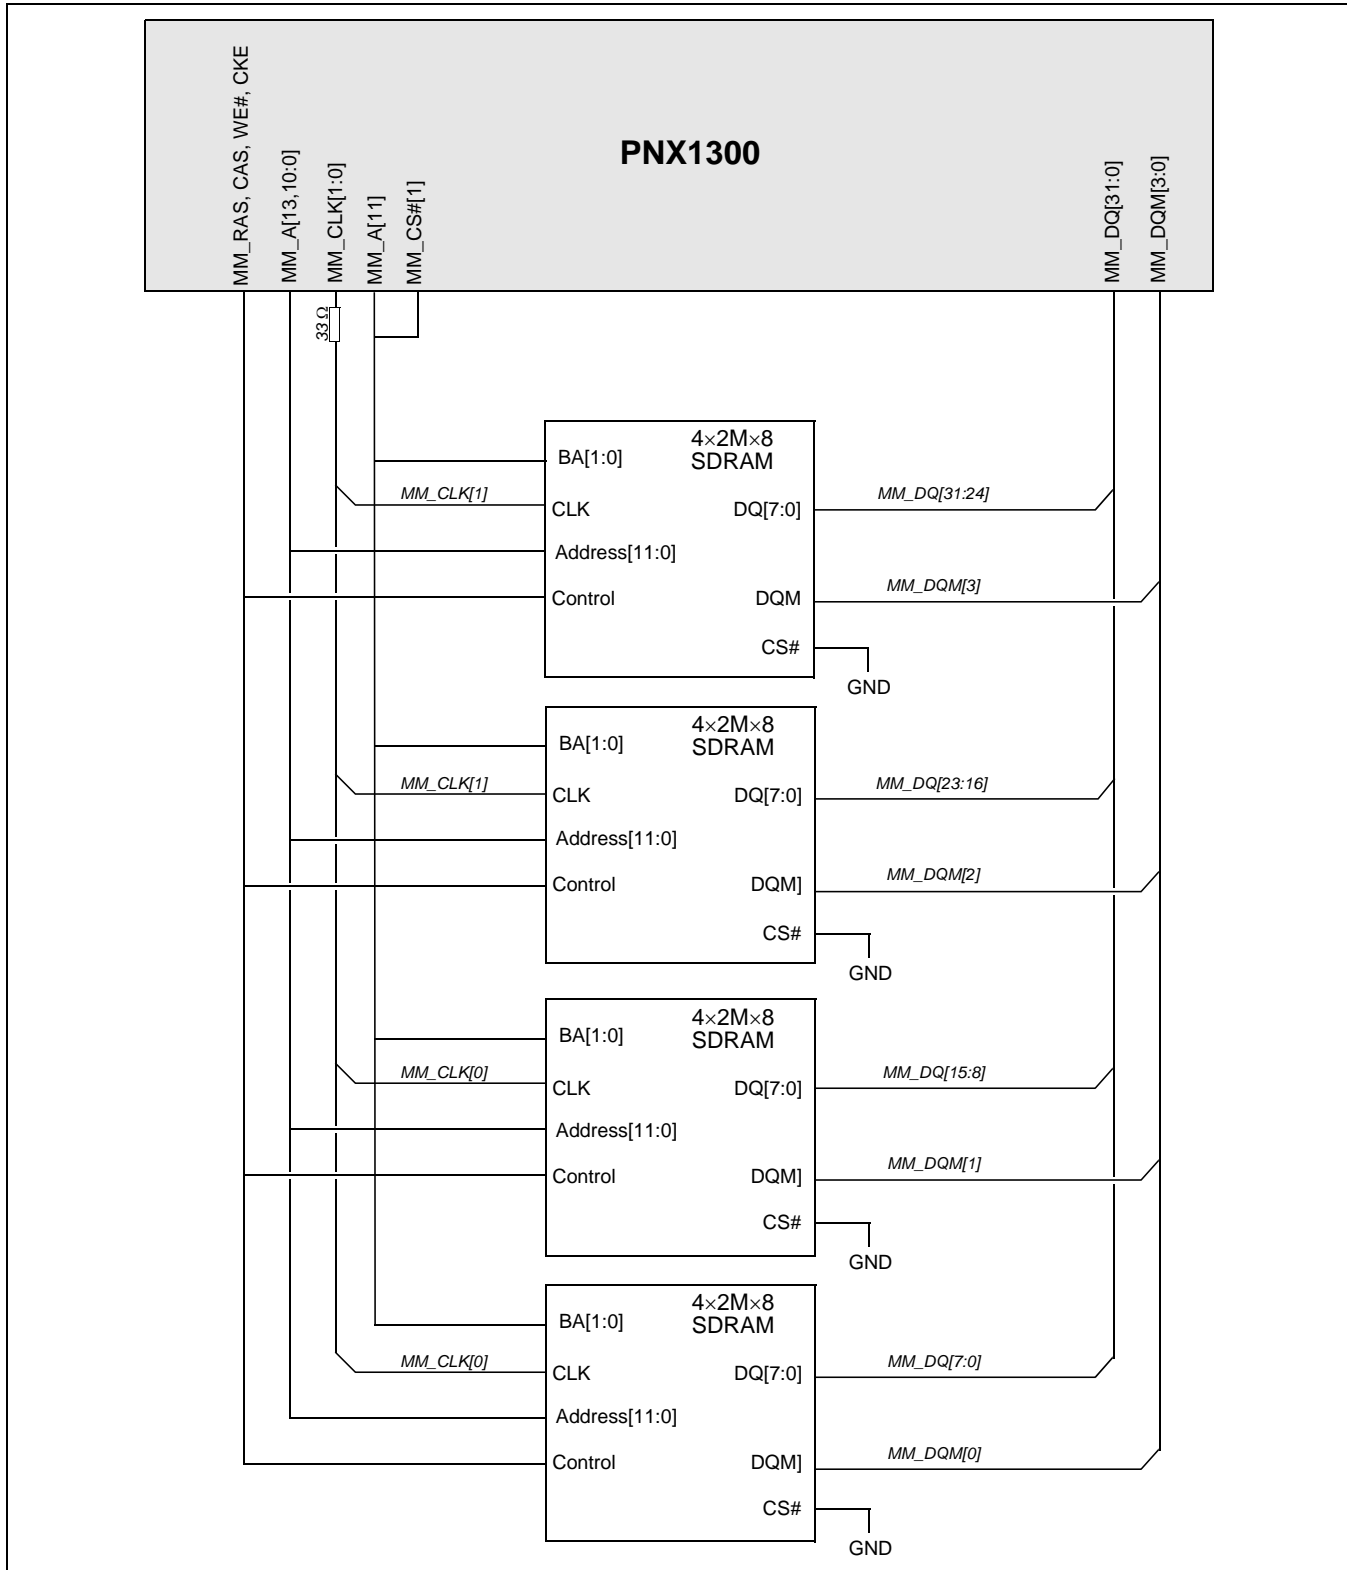 MM_RAS, CAS, WE#, CKE
MM_A[13,10:0]
MM_CLK[1:0]
MM_A[11]
MM_CS#[1]
PNX1300
MM_DQ[31:0]
MM_DQM[3:0]
33 Ω
4×2M×8
SDRAM
BA[1:0]
MM_CLK[1]
CLK
DQ[7:0]
MM_DQ[31:24]
Address[11:0]
Control
DQM
MM_DQM[3]
CS#
GND
4×2M×8
SDRAM
BA[1:0]
MM_CLK[1]
CLK
DQ[7:0]
MM_DQ[23:16]
Address[11:0]
Control
DQM]
MM_DQM[2]
CS#
GND
4×2M×8
SDRAM
BA[1:0]
MM_CLK[0]
CLK
DQ[7:0]
MM_DQ[15:8]
Address[11:0]
Control
DQM]
MM_DQM[1]
CS#
GND
4×2M×8
SDRAM
BA[1:0]
MM_CLK[0]
CLK
DQ[7:0]
MM_DQ[7:0]
Address[11:0]
Control
DQM]
MM_DQM[0]
CS#
GND